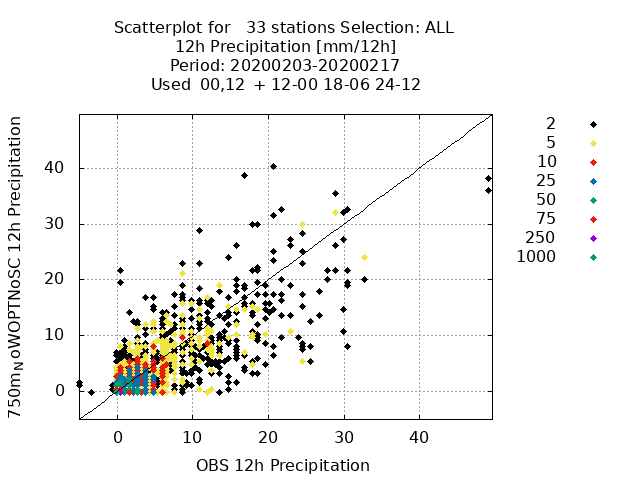 Scatterplot for   33 stations Selection: ALL
12h Precipitation [mm/12h]
Period: 20200203-20200217
Used  00,12  + 12-00 18-06 24-12
750mNoWOPTNoSC 12h Precipitation
40
30
20
10
0
0 10 20 30 40
OBS 12h Precipitation
2
5
10
25
50
75
250
1000